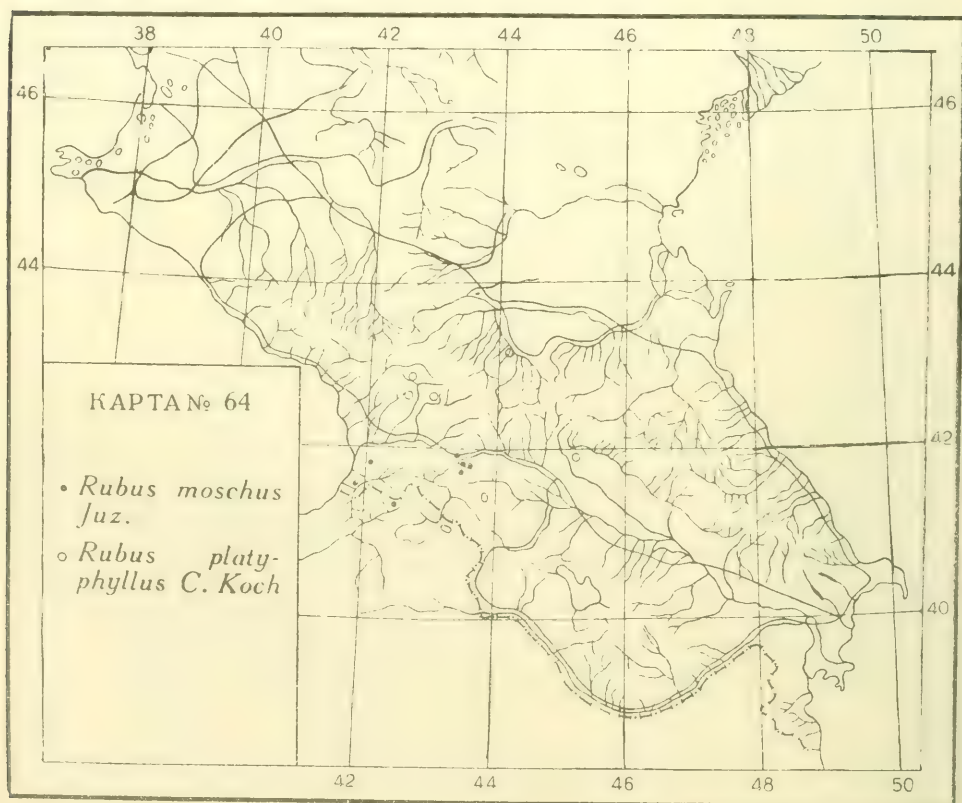 38 40 42 44 46 48 50
46 46
44 44
КАРТА № 64
42
• Rubus moschus
Juz.
○ Rubus platy-
phyllus C. Koch
40
42 44 46 48 50